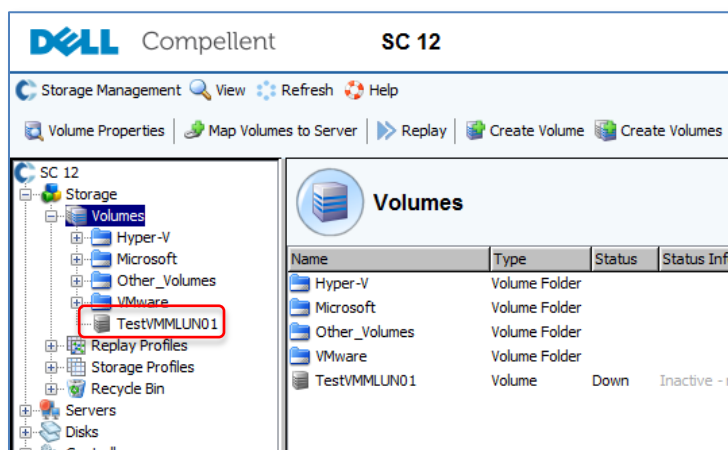 DELL Compellent SC 12
Storage Management View Refresh Help
Volume Properties Map Volumes to Server Replay Create Volume Create Volumes
SC 12
Storage
Volumes
Hyper-V
Microsoft
Other_Volumes
VMware
TestVMMLUN01
Replay Profiles
Storage Profiles
Recycle Bin
Servers
Disks
Volumes
Name Type Status Status Inf
Hyper-V Volume Folder
Microsoft Volume Folder
Other_Volumes Volume Folder
VMware Volume Folder
TestVMMLUN01 Volume Down Inactive -